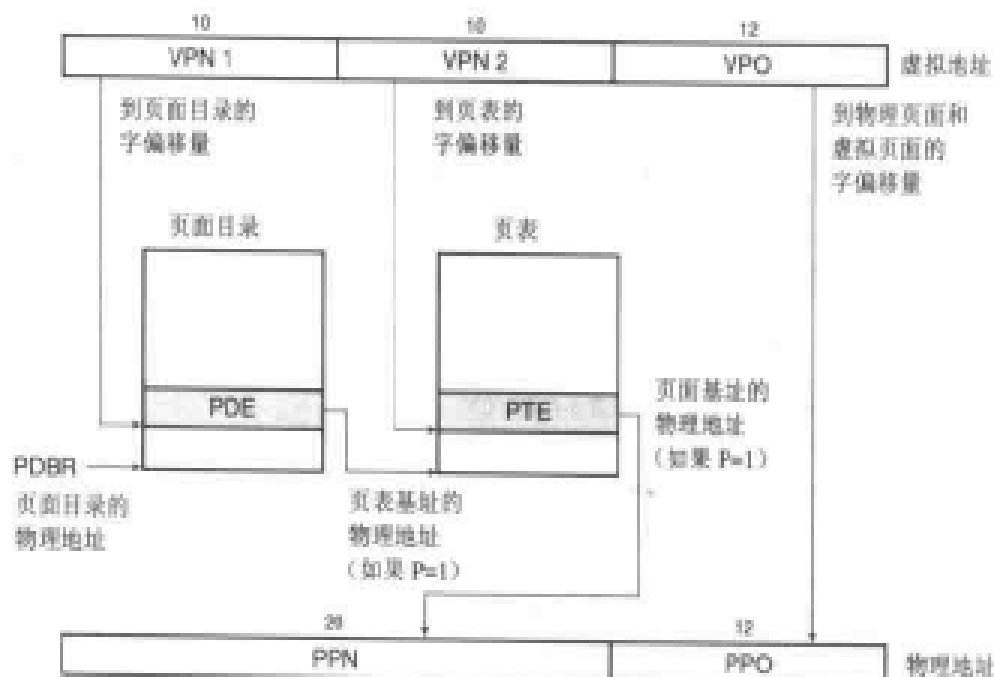 10 10 12
VPN 1 VPN 2 VPO 虚拟地址
到页面目录的
字偏移量
到页表的
字偏移量
到物理页面和
虚拟页面的
字偏移量
页面目录
页表
PDE
PTE
页面基址的
物理地址
(如果 P=1)
PDBR
页面目录的
物理地址
页表基址的
物理地址
(如果 P=1)
20 12
PPN PPO 物理地址